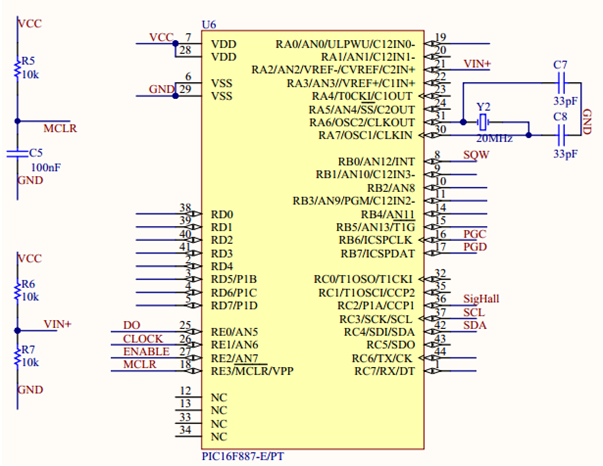 VCC
R5
10k
MCLR
C5
100nF
GND
VCC
R6
10k
VIN+
R7
10k
GND
U6
VCC 7 VDD
28 VDD
6 VSS
GND 29 VSS
38 RD0
39 RD1
40 RD2
41 RD3
2 RD4
3 RD5/P1B
4 RD6/P1C
5 RD7/P1D
DO 25 RE0/AN5
CLOCK 26 RE1/AN6
ENABLE 27 RE2/AN7
MCLR 18 RE3/MCLR/VPP
12 NC
13 NC
33 NC
34 NC
RA0/AN0/ULPWU/C12IN0- 19
RA1/AN1/C12IN1- 20
RA2/AN2/VREF-/CVREF/C2IN+ 21 VIN+
RA3/AN3//VREF+/C1IN+ 22
RA4/T0CKI/C1OUT 23
RA5/AN4/SS/C2OUT 24
RA6/OSC2/CLKOUT 31
RA7/OSC1/CLKIN 30
RB0/AN12/INT 8 SQW
RB1/AN10/C12IN3- 9
RB2/AN8 10
RB3/AN9/PGM/C12IN2- 11
RB4/AN11 14
RB5/AN13/T1G 15
RB6/ICSPCLK 16 PGC
RB7/ICSPDAT 17 PGD
RC0/T1OSO/T1CKI 32
RC1/T1OSCI/CCP2 35
RC2/P1A/CCP1 36 SigHall
RC3/SCK/SCL 37 SCL
RC4/SDI/SDA 42 SDA
RC5/SDO 43
RC6/TX/CK 44
RC7/RX/DT 1
PIC16F887-E/PT
C7
33pF
Y2
20MHz
C8
33pF
GND